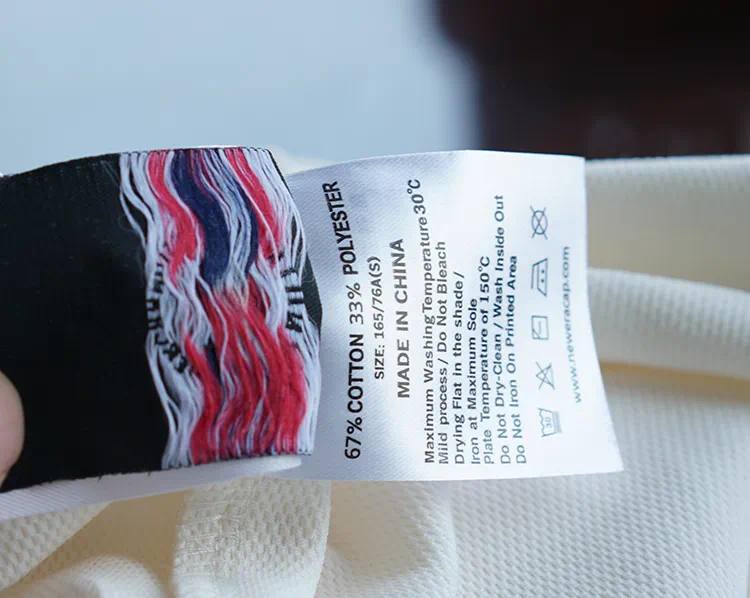 67% COTTON 33% POLYESTER
SIZE: 165/76A(S)
MADE IN CHINA
Maximum Washing Temperature 30°C
Mild process / Do Not Bleach
Drying Flat in the shade /
Iron at Maximum Sole
Plate Temperature of 150°C
Do Not Dry-Clean / Wash Inside Out
Do Not Iron On Printed Area
30
www.neweracap.com